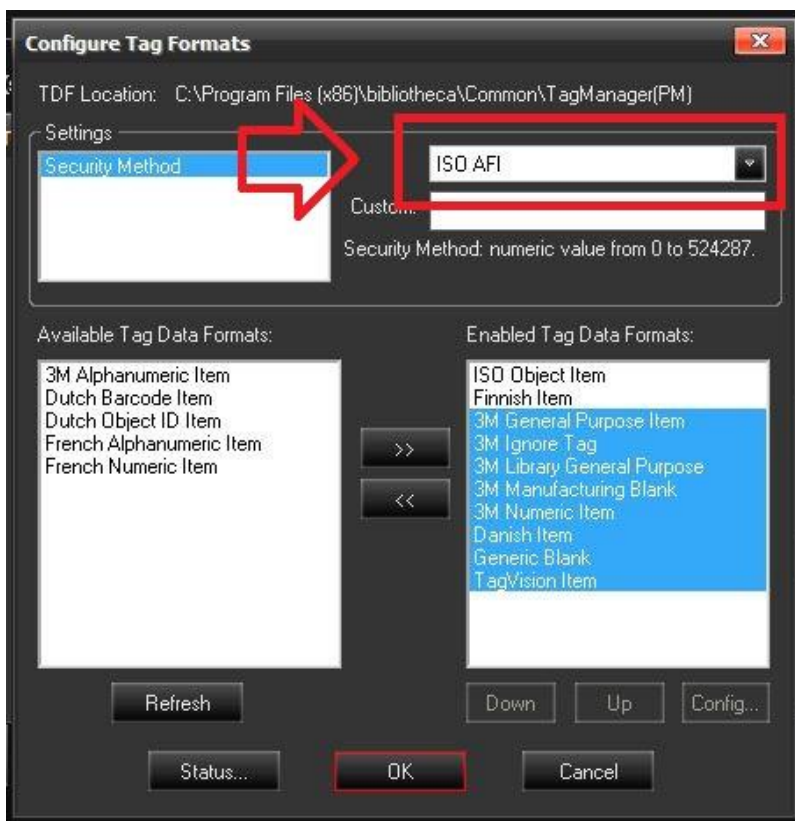 Configure Tag Formats
TDF Location: C:\Program Files (x86)\bibliotheca\Common\TagManager(PM)
Settings
Security Method
ISO AFI
Custom:
Security Method: numeric value from 0 to 524287.
Available Tag Data Formats:
3M Alphanumeric Item
Dutch Barcode Item
Dutch Object ID Item
French Alphanumeric Item
French Numeric Item
>>
<<
Enabled Tag Data Formats:
ISO Object Item
Finnish Item
3M General Purpose Item
3M Ignore Tag
3M Library General Purpose
3M Manufacturing Blank
3M Numeric Item
Danish Item
Generic Blank
TagVision Item
Refresh
Down
Up
Config...
Status...
OK
Cancel